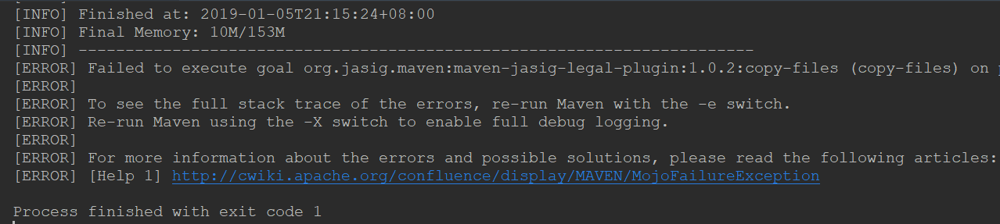 [INFO] Finished at: 2019-01-05T21:15:24+08:00
[INFO] Final Memory: 10M/153M
[INFO] ------------------------------------------------------------------------
[ERROR] Failed to execute goal org.jasig.maven:maven-jasig-legal-plugin:1.0.2:copy-files (copy-files) on
[ERROR]
[ERROR] To see the full stack trace of the errors, re-run Maven with the -e switch.
[ERROR] Re-run Maven using the -X switch to enable full debug logging.
[ERROR]
[ERROR] For more information about the errors and possible solutions, please read the following articles:
[ERROR] [Help 1] http://cwiki.apache.org/confluence/display/MAVEN/MojoFailureException
Process finished with exit code 1